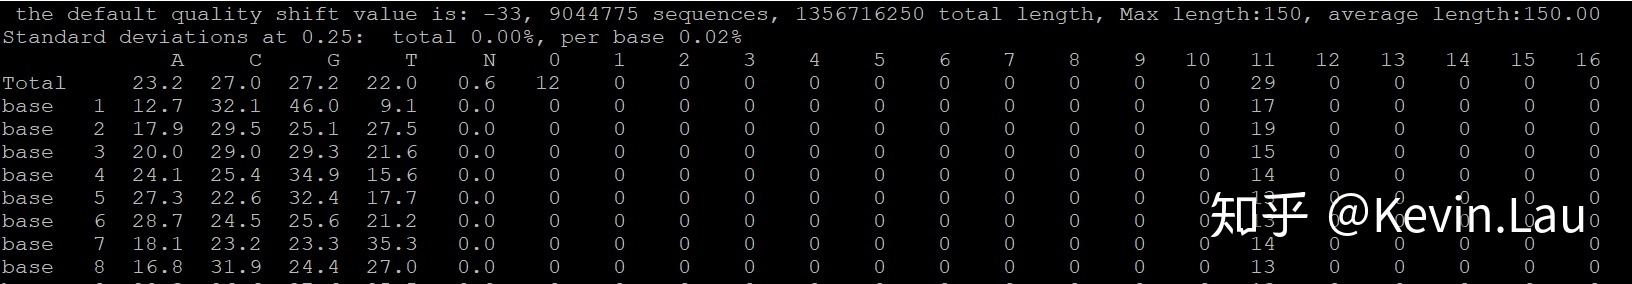 the default quality shift value is: -33, 9044775 sequences, 1356716250 total length, Max length:150, average length:150.00
Standard deviations at 0.25:  total 0.00%, per base 0.02%
A C G T N 0 1 2 3 4 5 6 7 8 9 10 11 12 13 14 15 16
Total 23.2 27.0 27.2 22.0 0.6 12 0 0 0 0 0 0 0 0 0 0 29 0 0 0 0 0
base 1 12.7 32.1 46.0 9.1 0.0 0 0 0 0 0 0 0 0 0 0 0 17 0 0 0 0 0
base 2 17.9 29.5 25.1 27.5 0.0 0 0 0 0 0 0 0 0 0 0 0 19 0 0 0 0 0
base 3 20.0 29.0 29.3 21.6 0.0 0 0 0 0 0 0 0 0 0 0 0 15 0 0 0 0 0
base 4 24.1 25.4 34.9 15.6 0.0 0 0 0 0 0 0 0 0 0 0 0 14 0 0 0 0 0
base 5 27.3 22.6 32.4 17.7 0.0 0 0 0 0 0 0 0 0 0 0 0 13 0 0 0 0 0
base 6 28.7 24.5 25.6 21.2 0.0 0 0 0 0 0 0 0 0 0 0 0 13 0 0 0 0 0
base 7 18.1 23.2 23.3 35.3 0.0 0 0 0 0 0 0 0 0 0 0 0 14 0 0 0 0 0
base 8 16.8 31.9 24.4 27.0 0.0 0 0 0 0 0 0 0 0 0 0 0 13 0 0 0 0 0
知乎 @Kevin.Lau